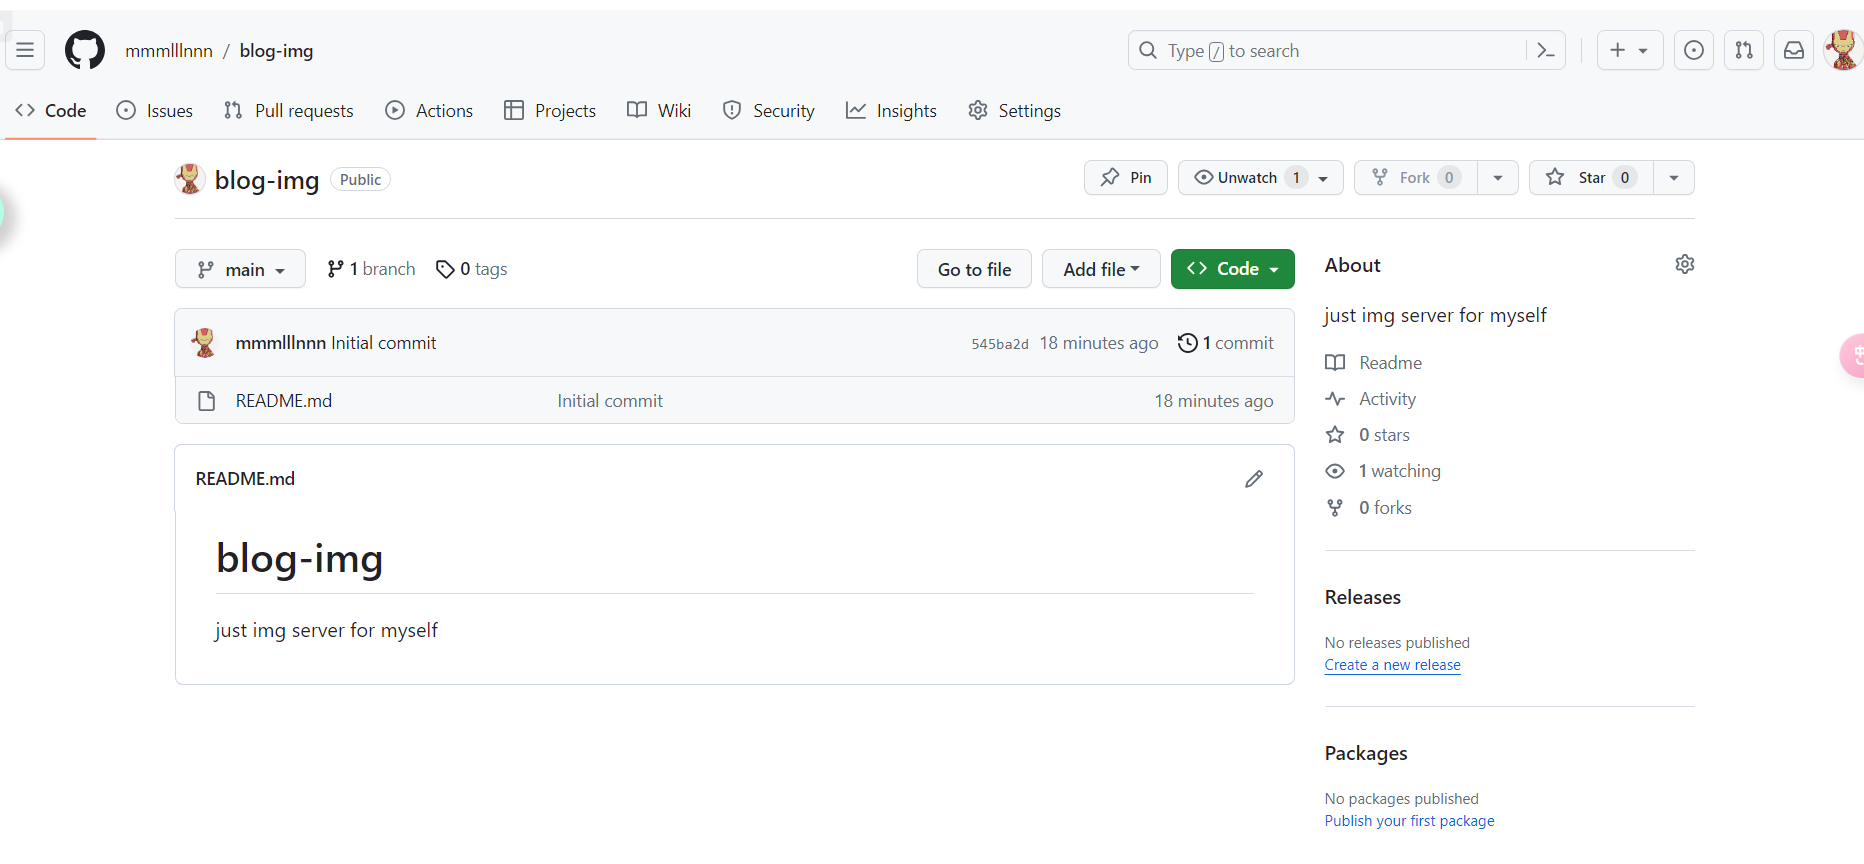 mmmlllnnn / blog-img
Type / to search
Code Issues Pull requests Actions Projects Wiki Security Insights Settings
blog-img Public
Pin Unwatch 1 Fork 0 Star 0
main 1 branch 0 tags Go to file Add file Code
mmmlllnnn Initial commit 545ba2d 18 minutes ago 1 commit
README.md Initial commit 18 minutes ago
README.md
blog-img
just img server for myself
About
just img server for myself
Readme
Activity
0 stars
1 watching
0 forks
Releases
No releases published
Create a new release
Packages
No packages published
Publish your first package